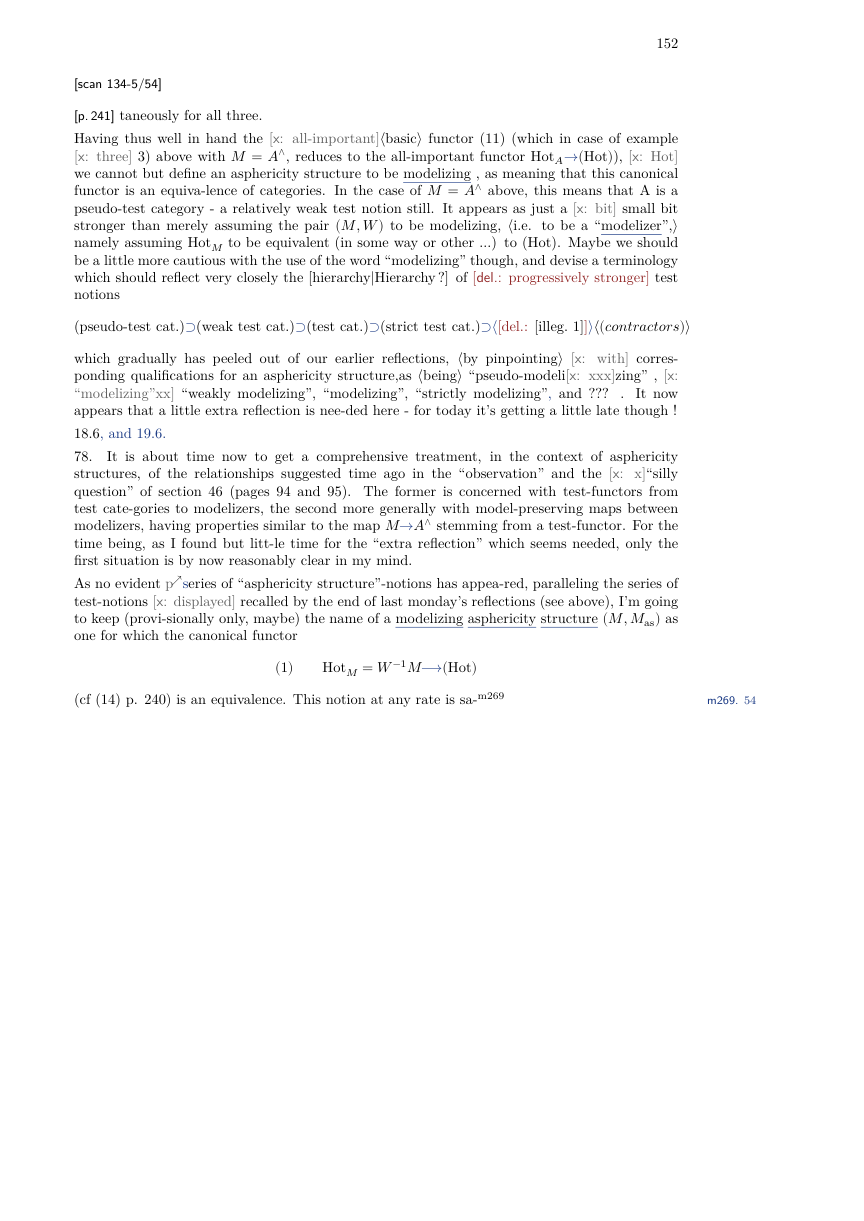 152
[scan 134-5/54]
[p. 241] taneously for all three.
Having thus well in hand the [x: all-important]⟨basic⟩ functor (11) (which in case of example
[x: three] 3) above with M = A^, reduces to the all-important functor Hot_A→(Hot)), [x: Hot]
we cannot but define an asphericity structure to be modelizing , as meaning that this canonical
functor is an equiva-lence of categories. In the case of M = A^ above, this means that A is a
pseudo-test category - a relatively weak test notion still. It appears as just a [x: bit] small bit
stronger than merely assuming the pair (M, W) to be modelizing, ⟨i.e. to be a “modelizer”,⟩
namely assuming Hot_M to be equivalent (in some way or other ...) to (Hot). Maybe we should
be a little more cautious with the use of the word “modelizing” though, and devise a terminology
which should reflect very closely the [hierarchy|Hierarchy ?] of [del.: progressively stronger] test
notions
(pseudo-test cat.)⊃(weak test cat.)⊃(test cat.)⊃(strict test cat.)⊃⟨[del.: [illeg. 1]]⟩⟨(contractors)⟩
which gradually has peeled out of our earlier reflections, ⟨by pinpointing⟩ [x: with] corres-
ponding qualifications for an asphericity structure,as ⟨being⟩ “pseudo-modeli[x: xxx]zing” , [x:
“modelizing”xx] “weakly modelizing”, “modelizing”, “strictly modelizing”, and ??? . It now
appears that a little extra reflection is nee-ded here - for today it’s getting a little late though !
18.6, and 19.6.
78. It is about time now to get a comprehensive treatment, in the context of asphericity
structures, of the relationships suggested time ago in the “observation” and the [x: x]“silly
question” of section 46 (pages 94 and 95). The former is concerned with test-functors from
test cate-gories to modelizers, the second more generally with model-preserving maps between
modelizers, having properties similar to the map M→A^ stemming from a test-functor. For the
time being, as I found but litt-le time for the “extra reflection” which seems needed, only the
first situation is by now reasonably clear in my mind.
As no evident p↗series of “asphericity structure”-notions has appea-red, paralleling the series of
test-notions [x: displayed] recalled by the end of last monday’s reflections (see above), I’m going
to keep (provi-sionally only, maybe) the name of a modelizing asphericity structure (M, M_as) as
one for which the canonical functor
(1) Hot_M = W⁻¹M⟶(Hot)
(cf (14) p. 240) is an equivalence. This notion at any rate is sa-m269
m269. 54